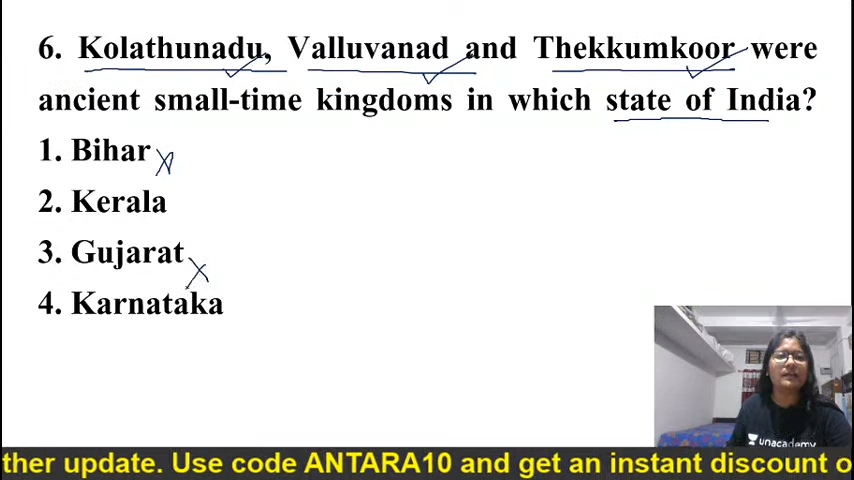 6. Kolathunadu, Valluvanad and Thekkumkoor were
ancient small-time kingdoms in which state of India?
1. Bihar
2. Kerala
3. Gujarat
4. Karnataka
unacademy
ther update. Use code ANTARA10 and get an instant discount o